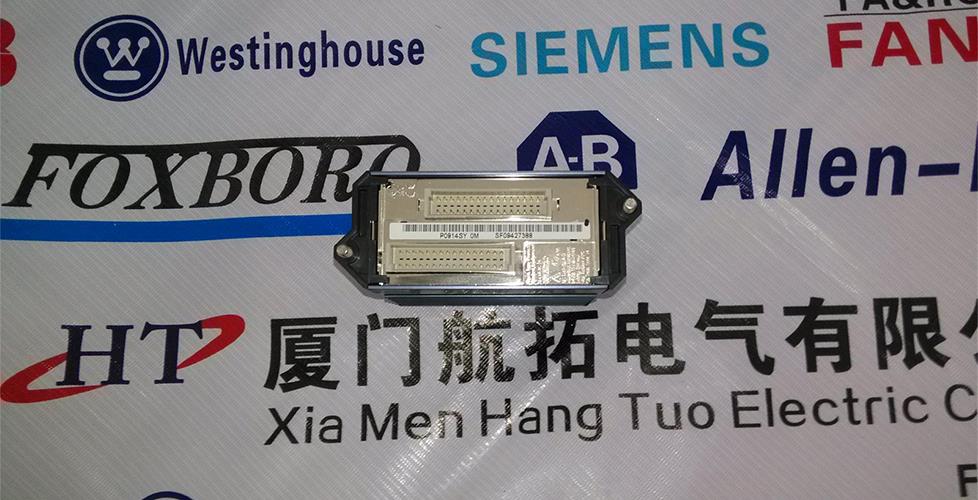 Westinghouse
SIEMENS
FAN
FOXBORO
A-B
Allen-
P0914SY 0M SF09427388
HT
厦门航拓电气有限
Xia Men Hang Tuo Electric C
F